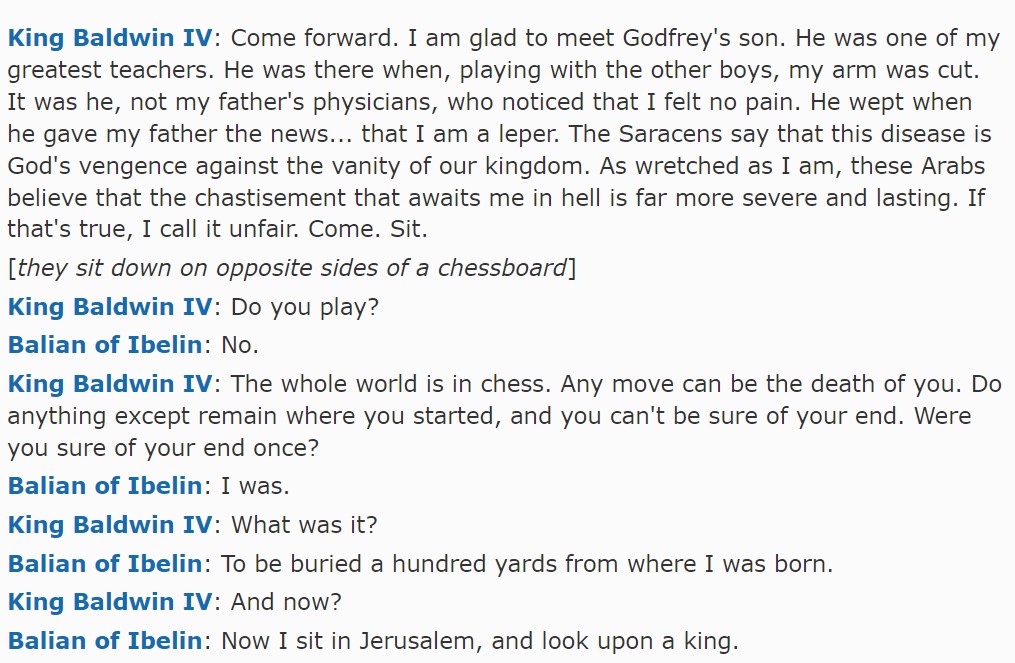 King Baldwin IV: Come forward. I am glad to meet Godfrey's son. He was one of my
greatest teachers. He was there when, playing with the other boys, my arm was cut.
It was he, not my father's physicians, who noticed that I felt no pain. He wept when
he gave my father the news... that I am a leper. The Saracens say that this disease is
God's vengence against the vanity of our kingdom. As wretched as I am, these Arabs
believe that the chastisement that awaits me in hell is far more severe and lasting. If
that's true, I call it unfair. Come. Sit.
[they sit down on opposite sides of a chessboard]
King Baldwin IV: Do you play?
Balian of Ibelin: No.
King Baldwin IV: The whole world is in chess. Any move can be the death of you. Do
anything except remain where you started, and you can't be sure of your end. Were
you sure of your end once?
Balian of Ibelin: I was.
King Baldwin IV: What was it?
Balian of Ibelin: To be buried a hundred yards from where I was born.
King Baldwin IV: And now?
Balian of Ibelin: Now I sit in Jerusalem, and look upon a king.